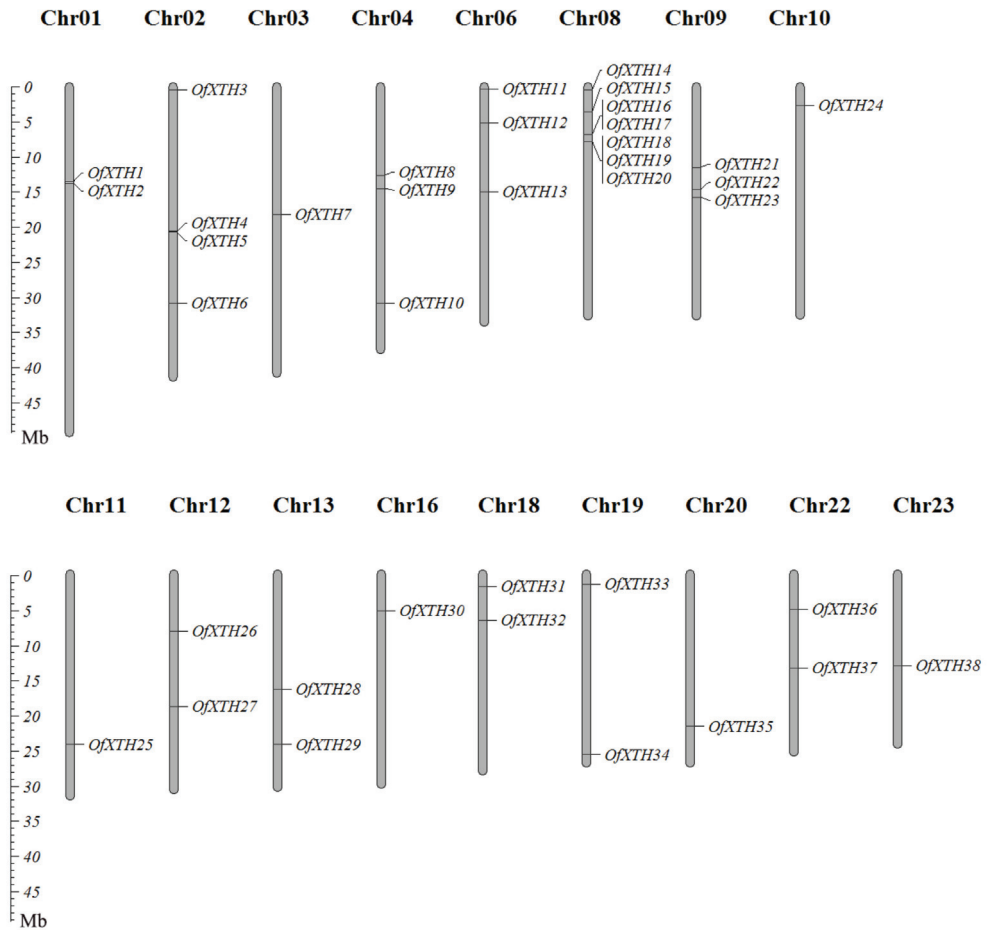 Chr01 Chr02 Chr03 Chr04 Chr06 Chr08 Chr09 Chr10
0
5
10
15
20
25
30
35
40
45
Mb
OfXTH1
OfXTH2
OfXTH3
OfXTH4
OfXTH5
OfXTH6
OfXTH7
OfXTH8
OfXTH9
OfXTH10
OfXTH11
OfXTH12
OfXTH13
OfXTH14
OfXTH15
OfXTH16
OfXTH17
OfXTH18
OfXTH19
OfXTH20
OfXTH21
OfXTH22
OfXTH23
OfXTH24
Chr11 Chr12 Chr13 Chr16 Chr18 Chr19 Chr20 Chr22 Chr23
0
5
10
15
20
25
30
35
40
45
Mb
OfXTH25
OfXTH26
OfXTH27
OfXTH28
OfXTH29
OfXTH30
OfXTH31
OfXTH32
OfXTH33
OfXTH34
OfXTH35
OfXTH36
OfXTH37
OfXTH38